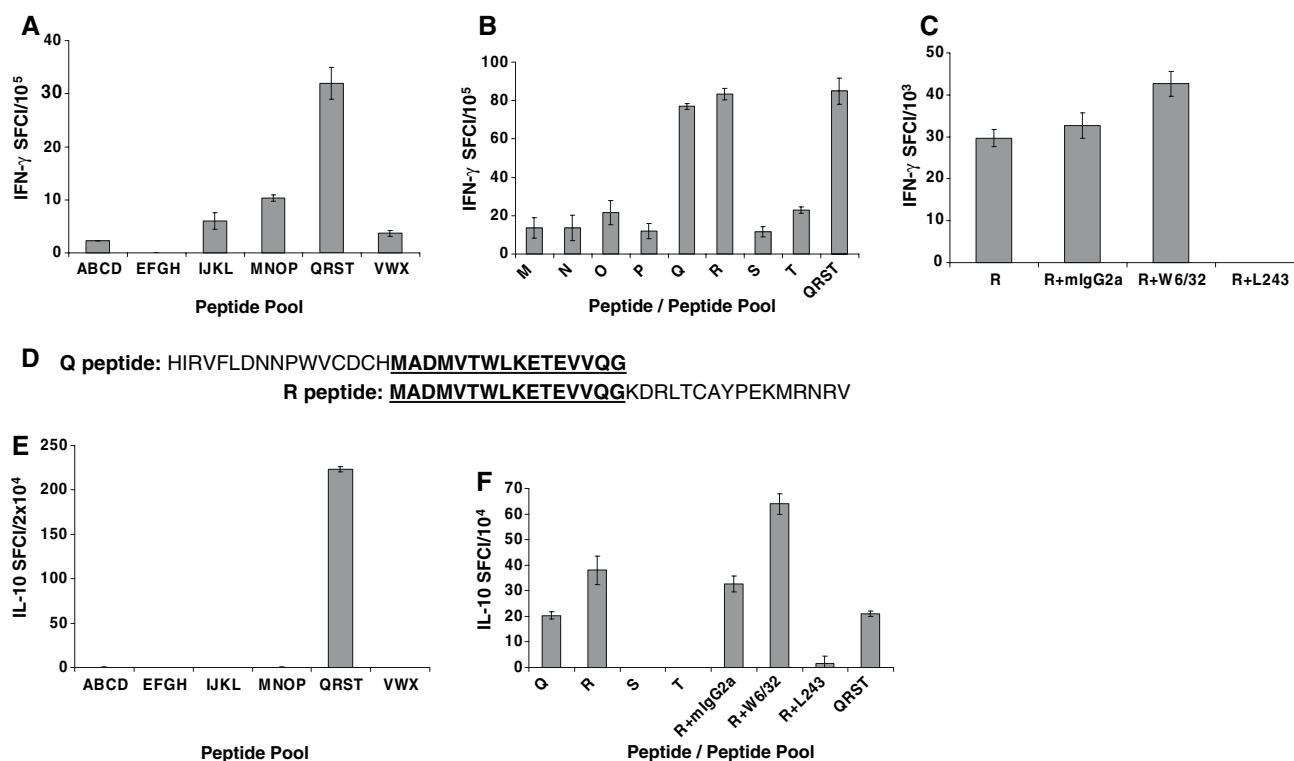 A
IFN-γ SFCI/10⁵
40
30
20
10
0
ABCD EFGH IJKL MNOP QRST VWX
Peptide Pool
B
IFN-γ SFCI/10⁵
100
80
60
40
20
0
M N O P Q R S T QRST
Peptide / Peptide Pool
C
IFN-γ SFCI/10³
50
40
30
20
10
0
R R+mIgG2a R+W6/32 R+L243
D Q peptide: HIRVFLDNNPWVCDCHMADMVTWLKETEVVQG
R peptide: MADMVTWLKETEVVQGKDRLTCAYPEKMRNRV
E
IL-10 SFCI/2x10⁴
250
200
150
100
50
0
ABCD EFGH IJKL MNOP QRST VWX
Peptide Pool
F
IL-10 SFCI/10⁴
70
60
50
40
30
20
10
0
Q R S T R+mIgG2a R+W6/32 R+L243 QRST
Peptide / Peptide Pool